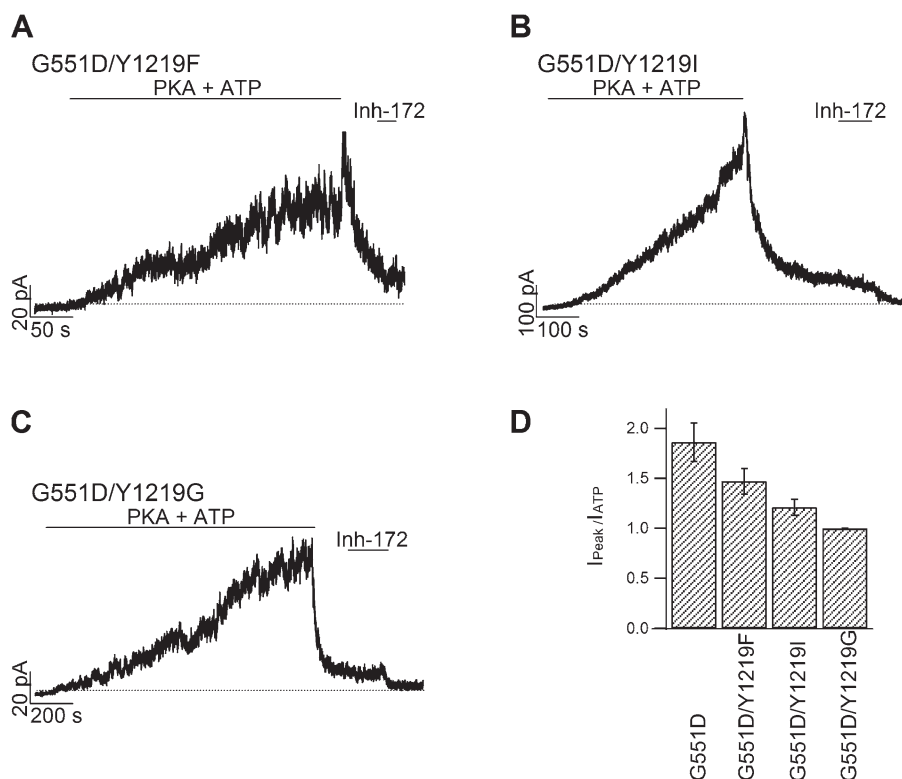 A
G551D/Y1219F
PKA + ATP
Inh-172
20 pA
50 s
B
G551D/Y1219I
PKA + ATP
Inh-172
100 pA
100 s
C
G551D/Y1219G
PKA + ATP
Inh-172
20 pA
200 s
D
IPeak/IATP
2.0
1.5
1.0
0.5
0.0
G551D
G551D/Y1219F
G551D/Y1219I
G551D/Y1219G